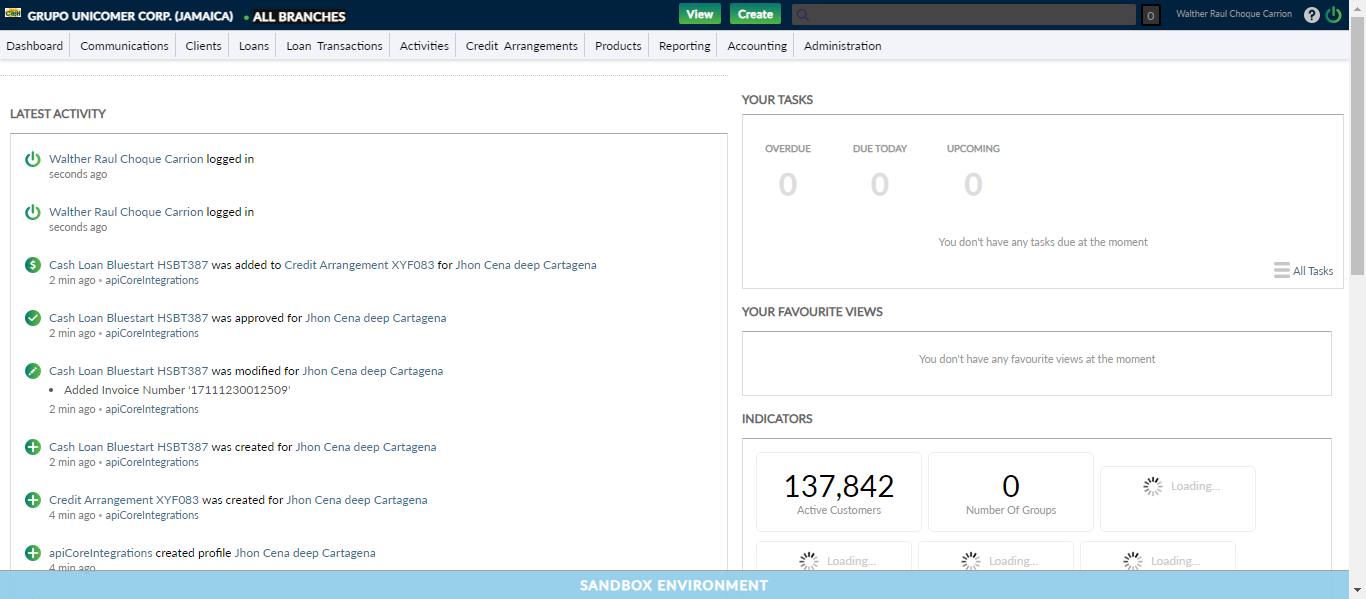 GRUPO UNICOMER CORP. (JAMAICA) • ALL BRANCHES
View Create 0 Walther Raul Choque Carrion ?
Dashboard Communications Clients Loans Loan Transactions Activities Credit Arrangements Products Reporting Accounting Administration
LATEST ACTIVITY
Walther Raul Choque Carrion logged in
seconds ago
Walther Raul Choque Carrion logged in
seconds ago
$ Cash Loan Bluestart HSBT387 was added to Credit Arrangement XYF083 for Jhon Cena deep Cartagena
2 min ago • apiCoreIntegrations
Cash Loan Bluestart HSBT387 was approved for Jhon Cena deep Cartagena
2 min ago • apiCoreIntegrations
Cash Loan Bluestart HSBT387 was modified for Jhon Cena deep Cartagena
• Added Invoice Number '17111230012509'
2 min ago • apiCoreIntegrations
Cash Loan Bluestart HSBT387 was created for Jhon Cena deep Cartagena
2 min ago • apiCoreIntegrations
Credit Arrangement XYF083 was created for Jhon Cena deep Cartagena
4 min ago • apiCoreIntegrations
apiCoreIntegrations created profile Jhon Cena deep Cartagena
4 min ago
YOUR TASKS
OVERDUE DUE TODAY UPCOMING
0 0 0
You don't have any tasks due at the moment
All Tasks
YOUR FAVOURITE VIEWS
You don't have any favourite views at the moment
INDICATORS
137,842 0 Loading...
Active Customers Number Of Groups
Loading... Loading... Loading...
SANDBOX ENVIRONMENT